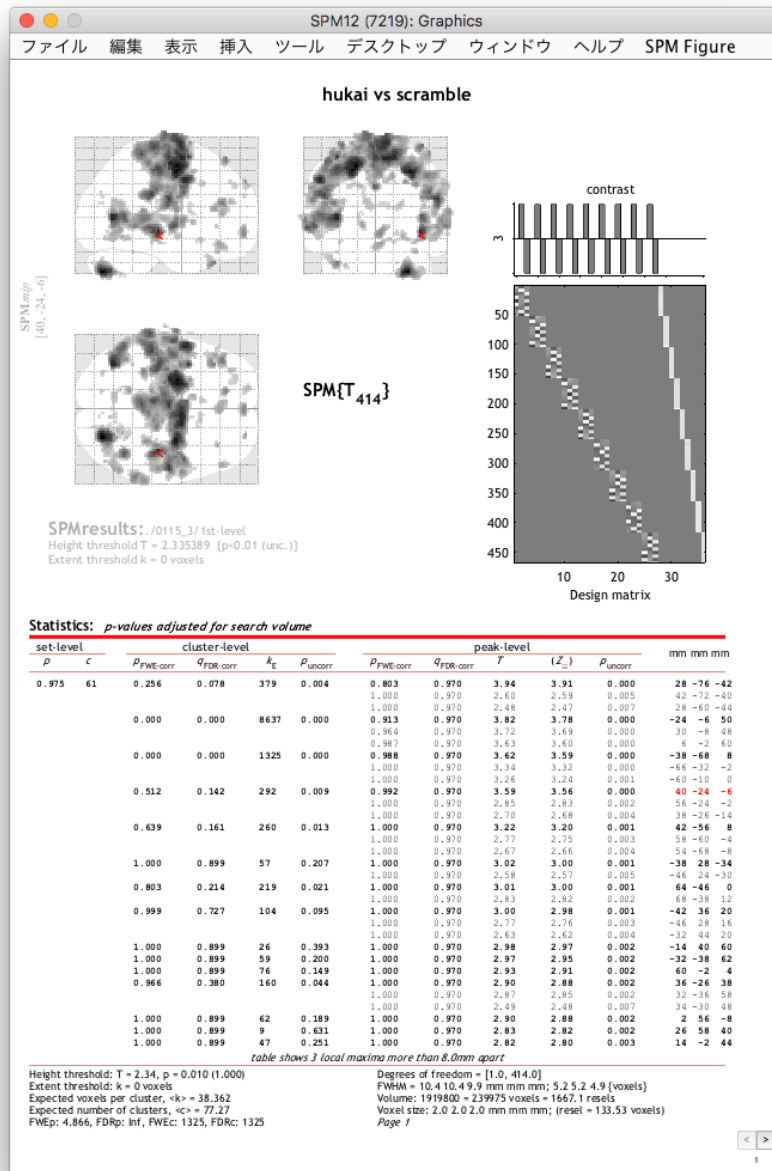 SPM12 (7219): Graphics
ファイル 編集 表示 挿入 ツール デスクトップ ウィンドウ ヘルプ SPM Figure
hukai vs scramble
contrast
3
SPMmip
[40, -24, -6]
50
100
150
200
250
300
350
400
450
10 20 30
Design matrix
SPM{T414}
SPMresults: ./0115_3/1st-level
Height threshold T = 2.335389 {p<0.01 (unc.)}
Extent threshold k = 0 voxels
Statistics: p-values adjusted for search volume
set-level cluster-level peak-level mm mm mm
p c pFWE-corr qFDR-corr kE puncorr pFWE-corr qFDR-corr T (Z≡) puncorr
0.975 61 0.256 0.078 379 0.004 0.803 0.970 3.94 3.91 0.000 28 -76 -42
1.000 0.970 2.60 2.59 0.005 42 -72 -40
1.000 0.970 2.48 2.47 0.007 28 -60 -44
0.000 0.000 8637 0.000 0.913 0.970 3.82 3.78 0.000 -24 -6 50
0.964 0.970 3.72 3.69 0.000 30 -8 48
0.987 0.970 3.63 3.60 0.000 6 -2 60
0.000 0.000 1325 0.000 0.988 0.970 3.62 3.59 0.000 -38 -68 8
1.000 0.970 3.34 3.32 0.000 -66 -32 -2
1.000 0.970 3.26 3.24 0.001 -60 -10 0
0.512 0.142 292 0.009 0.992 0.970 3.59 3.56 0.000 40 -24 -6
1.000 0.970 2.85 2.83 0.002 56 -24 -2
1.000 0.970 2.70 2.68 0.004 38 -26 -14
0.639 0.161 260 0.013 1.000 0.970 3.22 3.20 0.001 42 -56 8
1.000 0.970 2.77 2.75 0.003 58 -60 -4
1.000 0.970 2.67 2.66 0.004 54 -68 -8
1.000 0.899 57 0.207 1.000 0.970 3.02 3.00 0.001 -38 28 -34
1.000 0.970 2.58 2.57 0.005 -46 24 -30
0.803 0.214 219 0.021 1.000 0.970 3.01 3.00 0.001 64 -46 0
1.000 0.970 2.83 2.82 0.002 68 -38 12
0.999 0.727 104 0.095 1.000 0.970 3.00 2.98 0.001 -42 36 20
1.000 0.970 2.77 2.76 0.003 -46 28 16
1.000 0.970 2.63 2.62 0.004 -32 44 20
1.000 0.899 26 0.393 1.000 0.970 2.98 2.97 0.002 -14 40 60
1.000 0.899 59 0.200 1.000 0.970 2.97 2.95 0.002 -32 -38 62
1.000 0.899 76 0.149 1.000 0.970 2.93 2.91 0.002 60 -2 4
0.966 0.380 160 0.044 1.000 0.970 2.90 2.88 0.002 36 -26 38
1.000 0.970 2.87 2.85 0.002 32 -36 58
1.000 0.970 2.49 2.48 0.007 34 -30 48
1.000 0.899 62 0.189 1.000 0.970 2.90 2.88 0.002 2 56 -8
1.000 0.899 9 0.631 1.000 0.970 2.83 2.82 0.002 26 58 40
1.000 0.899 47 0.251 1.000 0.970 2.82 2.80 0.003 14 -2 44
table shows 3 local maxima more than 8.0mm apart
Height threshold: T = 2.34, p = 0.010 (1.000)
Extent threshold: k = 0 voxels
Expected voxels per cluster, <k> = 38.362
Expected number of clusters, <c> = 77.27
FWEp: 4.866, FDRp: Inf, FWEc: 1325, FDRc: 1325
Degrees of freedom = [1.0, 414.0]
FWHM = 10.4 10.4 9.9 mm mm mm; 5.2 5.2 4.9 {voxels}
Volume: 1919800 = 239975 voxels = 1667.1 resels
Voxel size: 2.0 2.0 2.0 mm mm mm; (resel = 133.53 voxels)
Page 1
< >
1